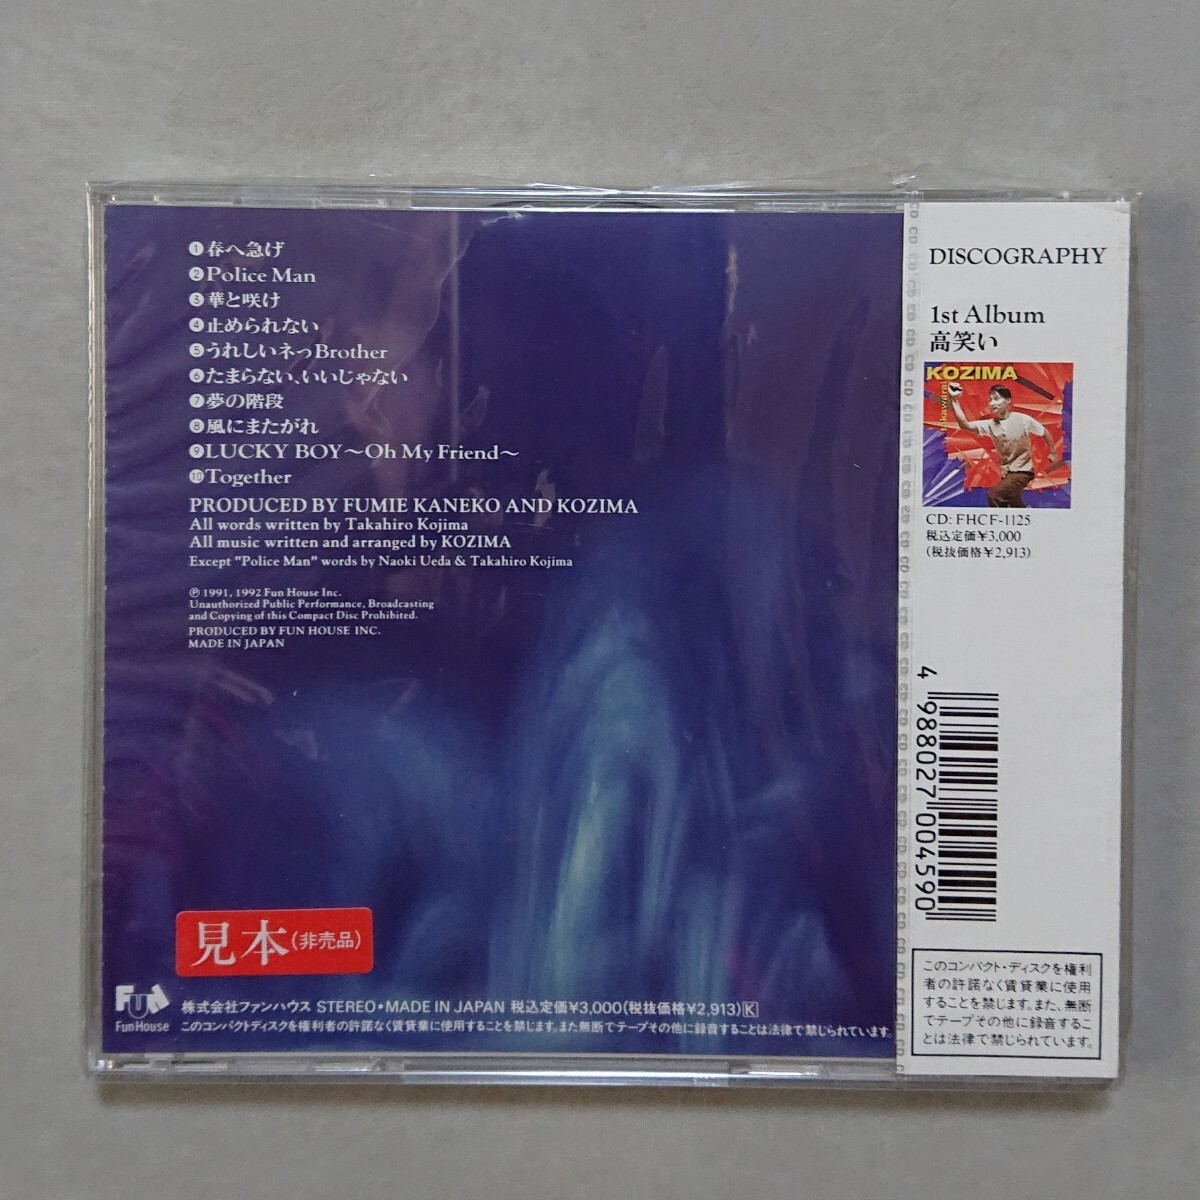 ❶春へ急げ
❷Police Man
❸華と咲け
❹止められない
❺うれしいネっBrother
❻たまらない、いいじゃない
❼夢の階段
❽風にまたがれ
❾LUCKY BOY〜Oh My Friend〜
❿Together
PRODUCED BY FUMIE KANEKO AND KOZIMA
All words written by Takahiro Kojima
All music written and arranged by KOZIMA
Except "Police Man" words by Naoki Ueda & Takahiro Kojima
Ⓟ 1991, 1992 Fun House Inc.
Unauthorized Public Performance, Broadcasting
and Copying of this Compact Disc Prohibited.
PRODUCED BY FUN HOUSE INC.
MADE IN JAPAN
見本(非売品)
FUN
Fun House
株式会社ファンハウス STEREO・MADE IN JAPAN 税込定価¥3,000(税抜価格¥2,913)K
このコンパクトディスクを権利者の許諾なく賃貸業に使用することを禁じます。また無断でテープその他に録音することは法律で禁じられています。
DISCOGRAPHY
1st Album
高笑い
KOZIMA
takawarai
CD: FHCF-1125
税込定価¥3,000
(税抜価格¥2,913)
4 988027 004590
このコンパクト・ディスクを権利
者の許諾なく賃貸業に使用
することを禁じます。また、無断
でテープその他に録音するこ
とは法律で禁じられています。